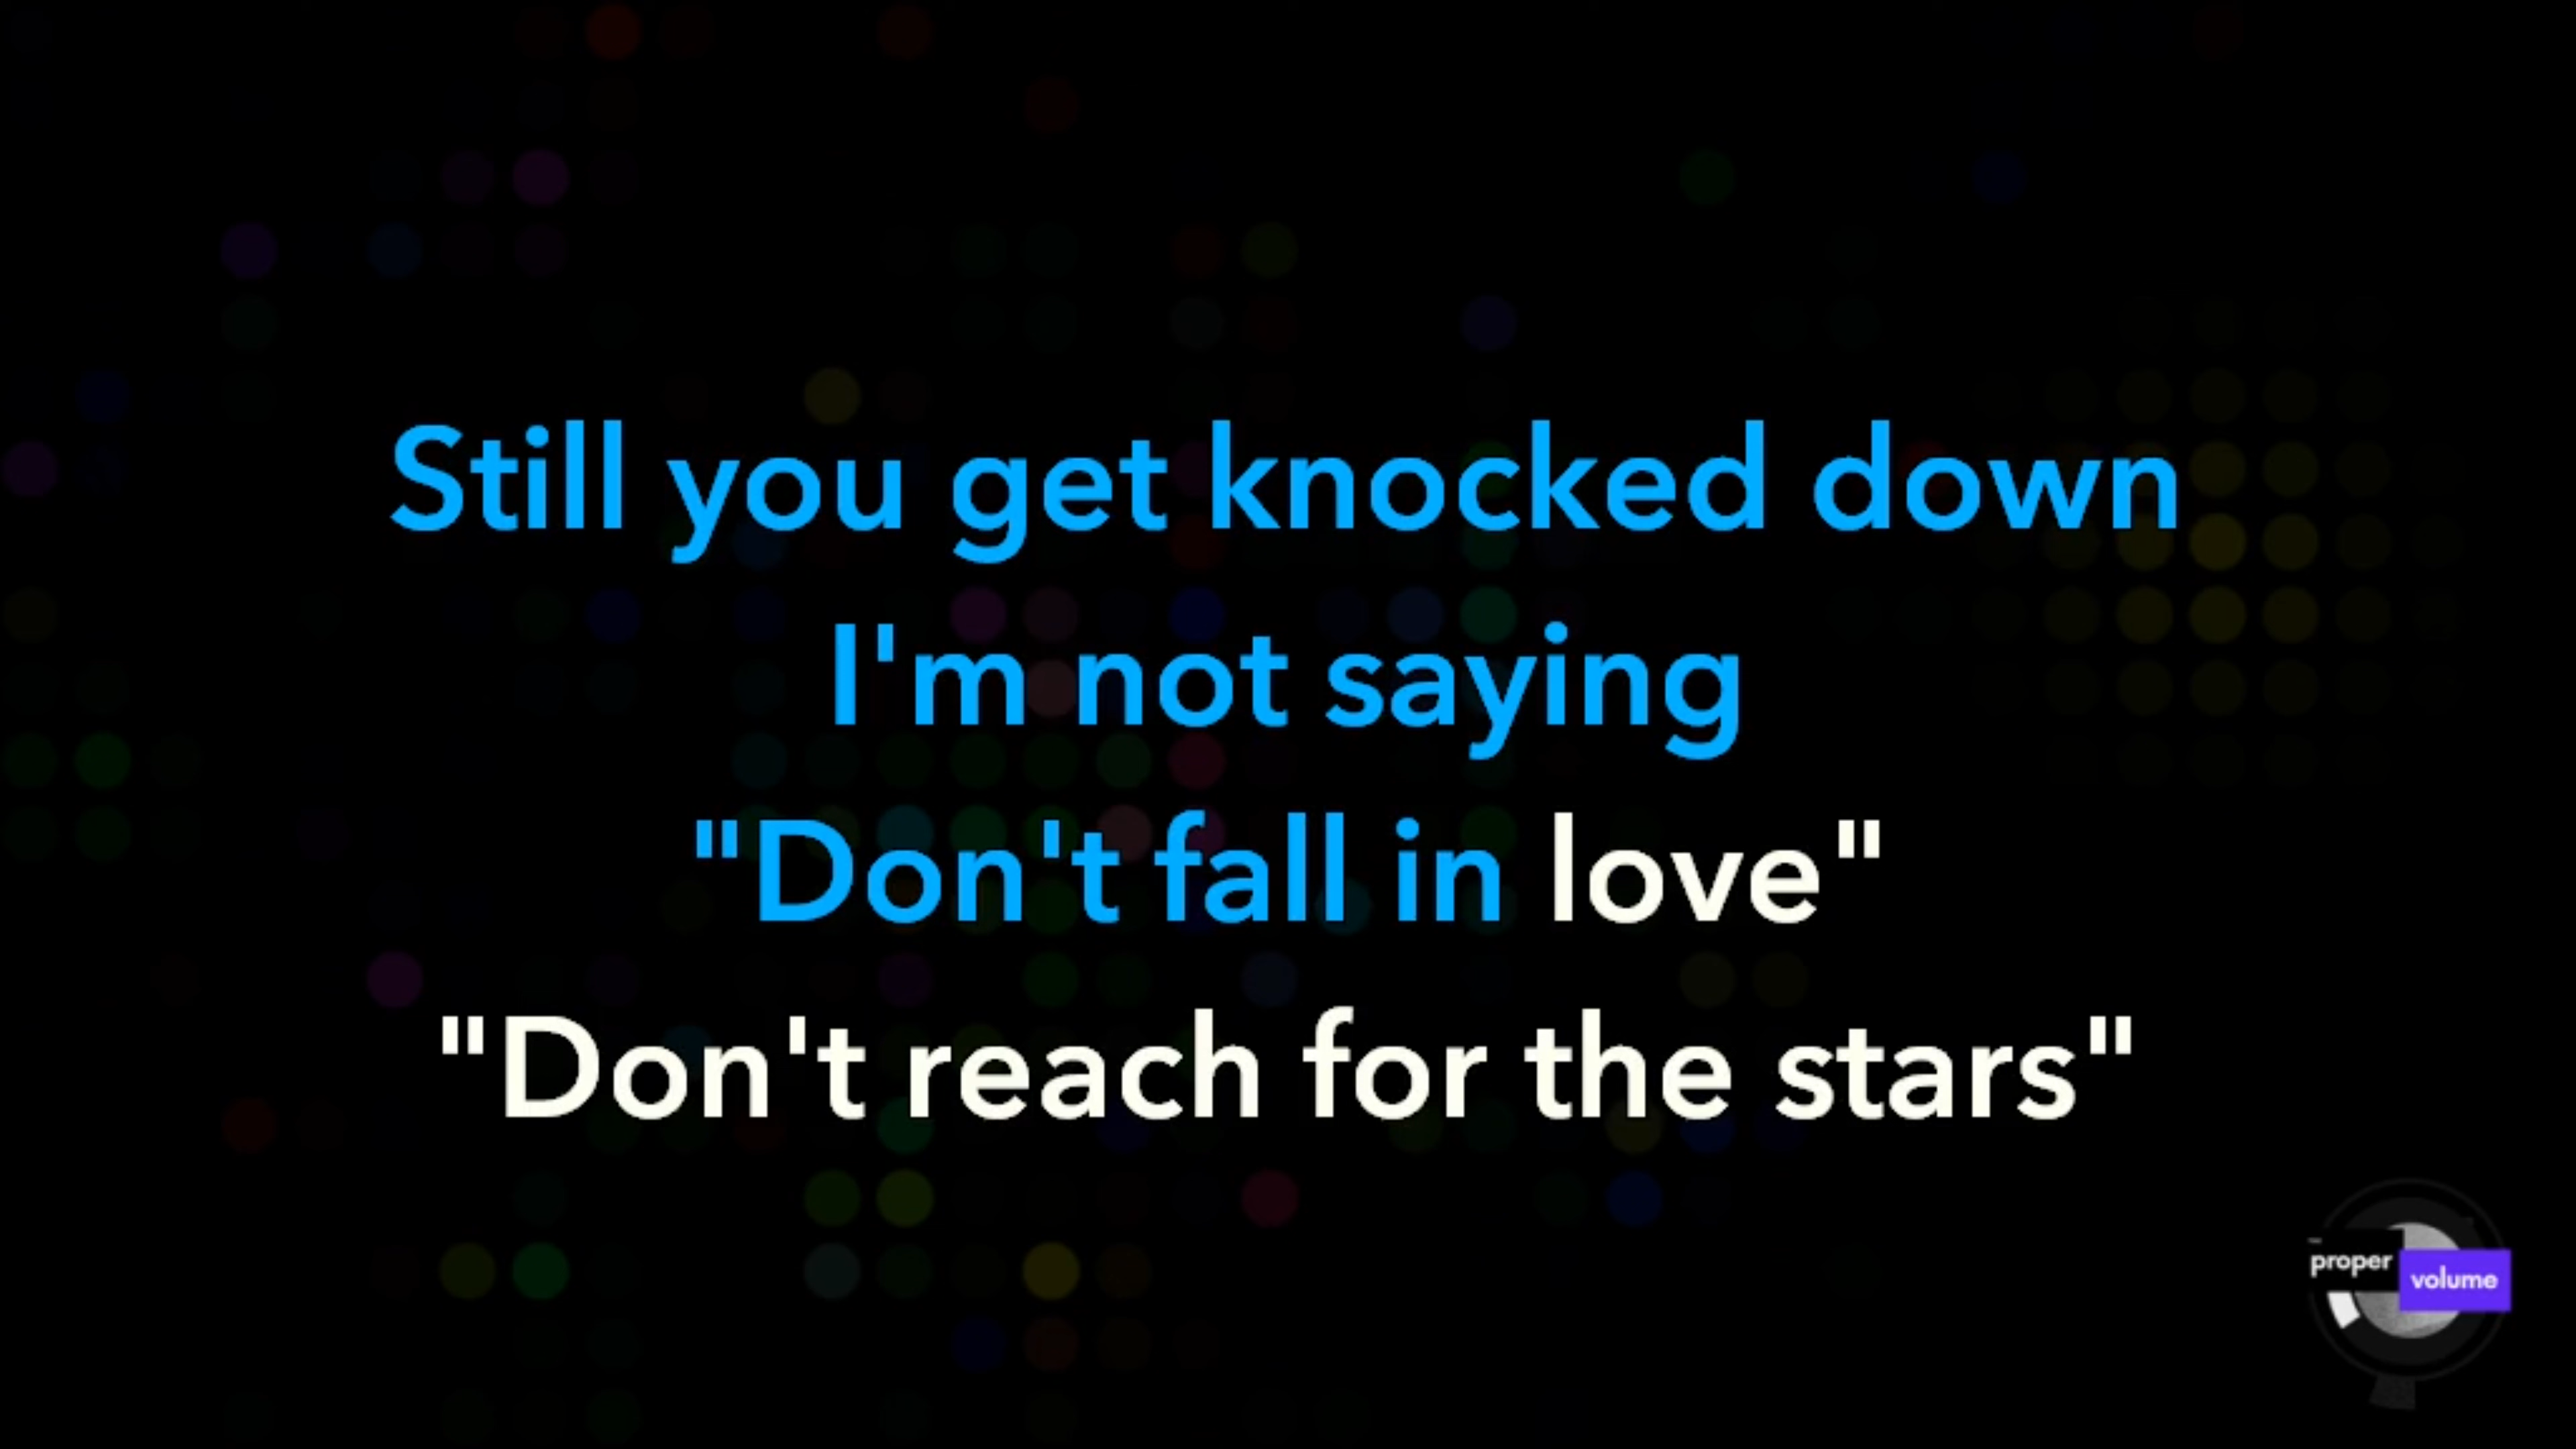 Still you get knocked down
I'm not saying
"Don't fall in love"
"Don't reach for the stars"
proper
volume